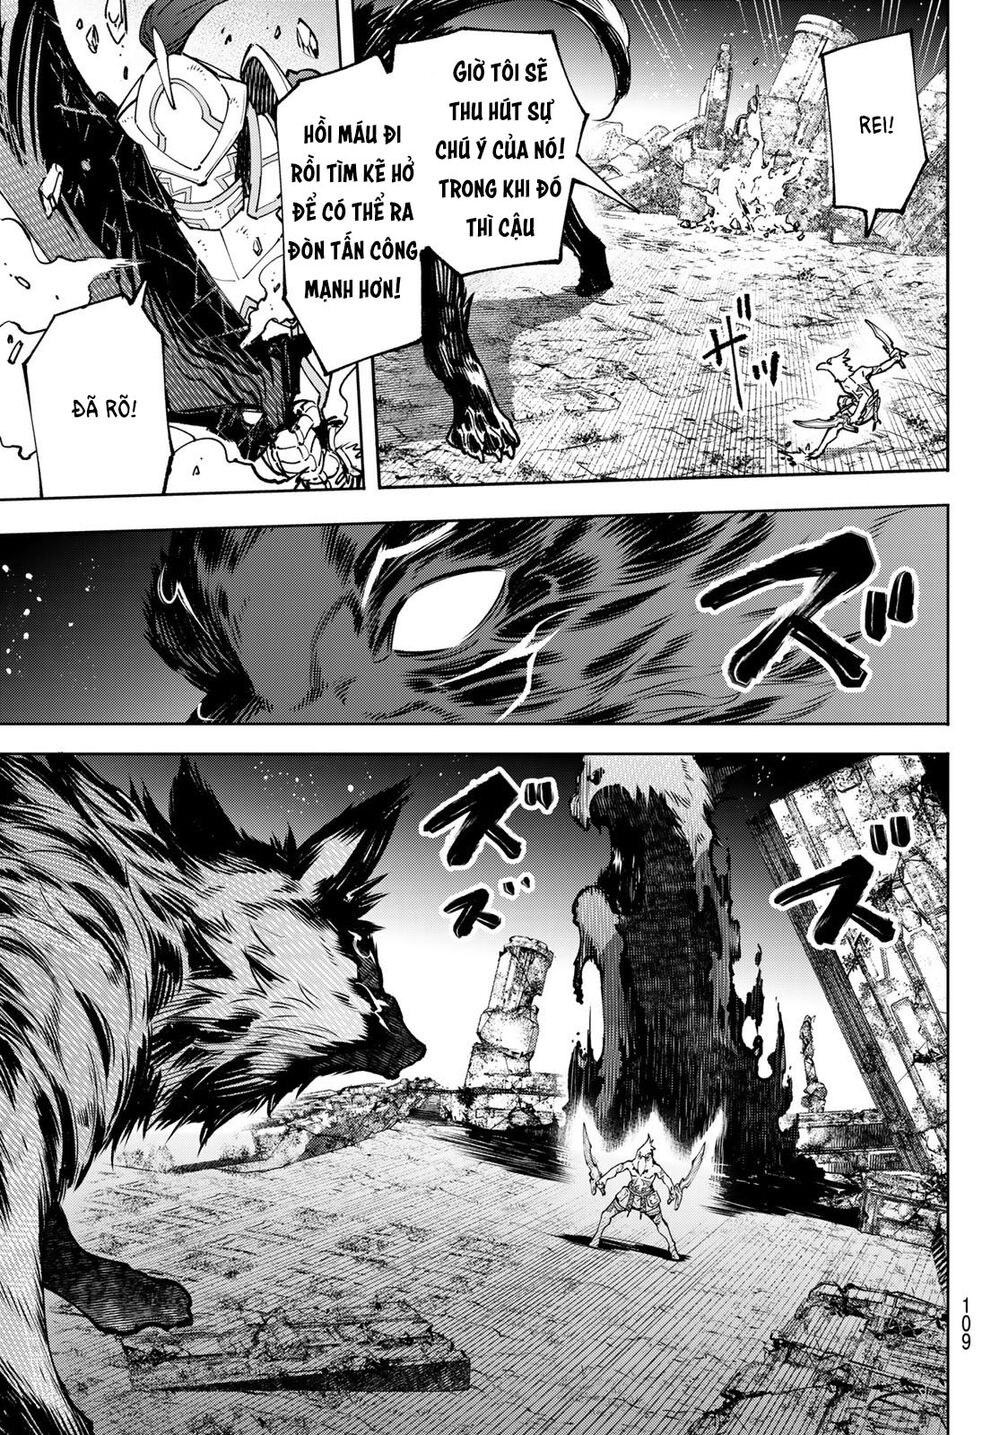 REI!
GIỜ TÔI SẼ
THU HÚT SỰ
CHÚ Ý CỦA NÓ!
TRONG KHI ĐÓ
THÌ CẬU
HỒI MÁU ĐI
RỒI TÌM KẼ HỞ
ĐỂ CÓ THỂ RA
ĐÒN TẤN CÔNG
MẠNH HƠN!
ザッ
ĐÃ RÕ!
ズズ
ズズ
ズズ
109